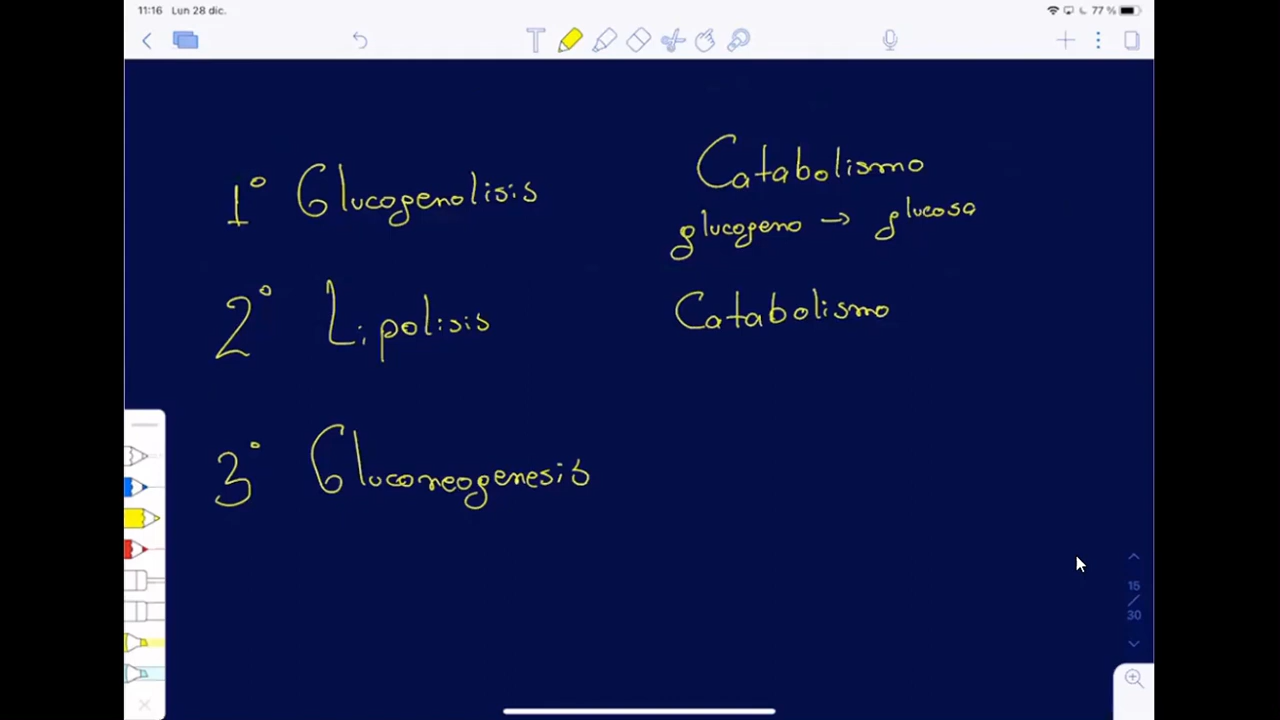 11:16 Lun 28 dic.
77 %
T
1° Glucogenolisis
Catabolismo
glucogeno → glucosa
2° Lipolisis
Catabolismo
3° Gluconeogenesis
15
/
30